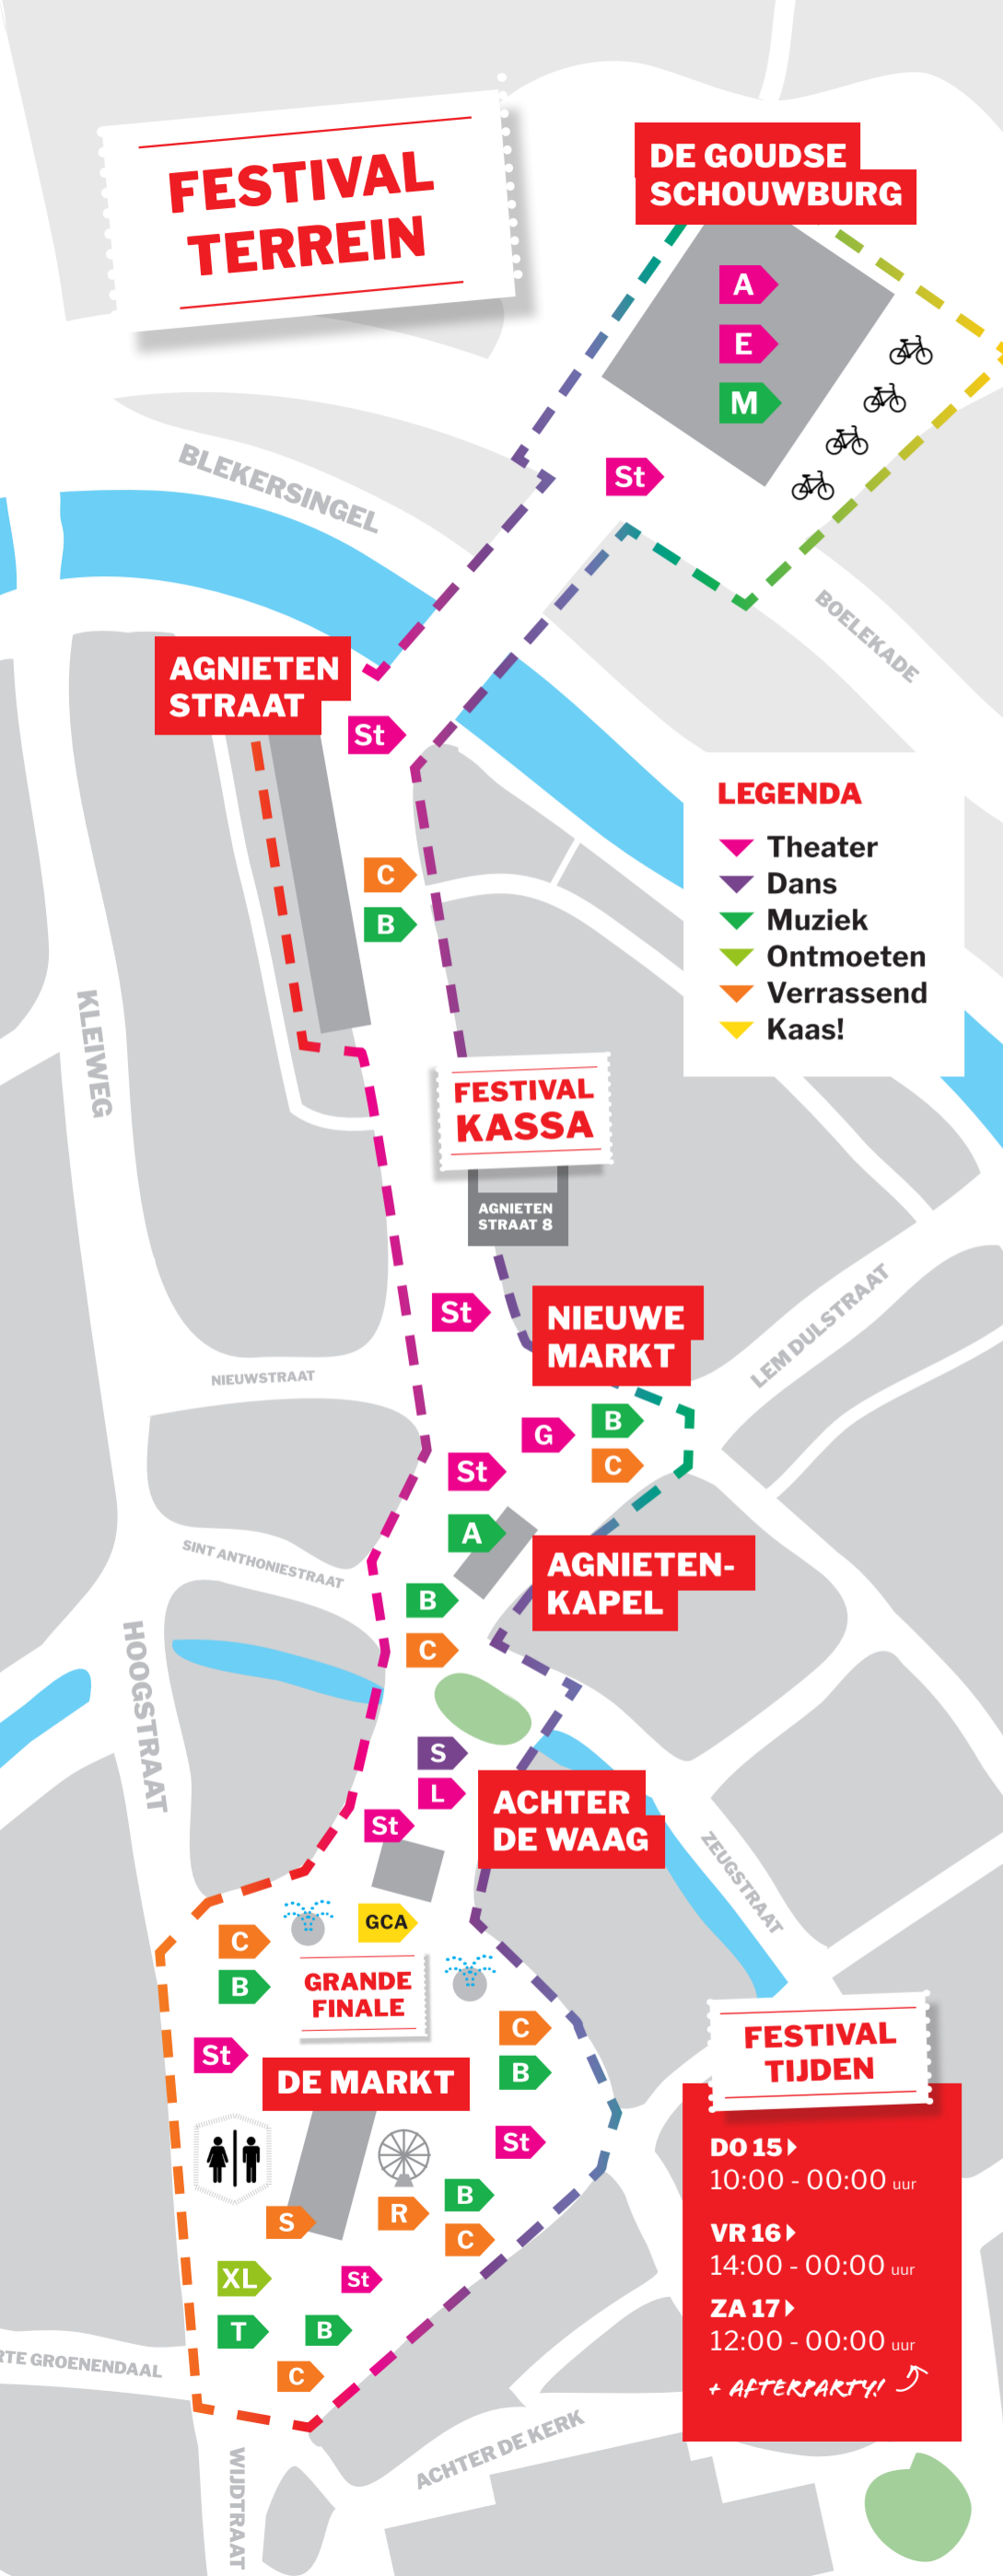 FESTIVAL
TERREIN
DE GOUDSE
SCHOUWBURG
A
E
M
St
BLEKERSINGEL
BOELEKADE
AGNIETEN
STRAAT
St
C
B
LEGENDA
Theater
Dans
Muziek
Ontmoeten
Verrassend
Kaas!
KLEIWEG
FESTIVAL
KASSA
AGNIETEN
STRAAT 8
St
NIEUWE
MARKT
LEM DULSTRAAT
NIEUWSTRAAT
G
B
C
St
A
AGNIETEN-
KAPEL
SINT ANTHONIESTRAAT
B
C
HOOGSTRAAT
S
L
St
ACHTER
DE WAAG
ZEUGSTRAAT
GCA
C
B
GRANDE
FINALE
C
B
St
DE MARKT
St
B
C
R
S
XL
St
T
B
C
RTE GROENENDAAL
WIJDTRAAT
ACHTER DE KERK
FESTIVAL
TIJDEN
DO 15
10:00 - 00:00 uur
VR 16
14:00 - 00:00 uur
ZA 17
12:00 - 00:00 uur
+ AFTERPARTY!